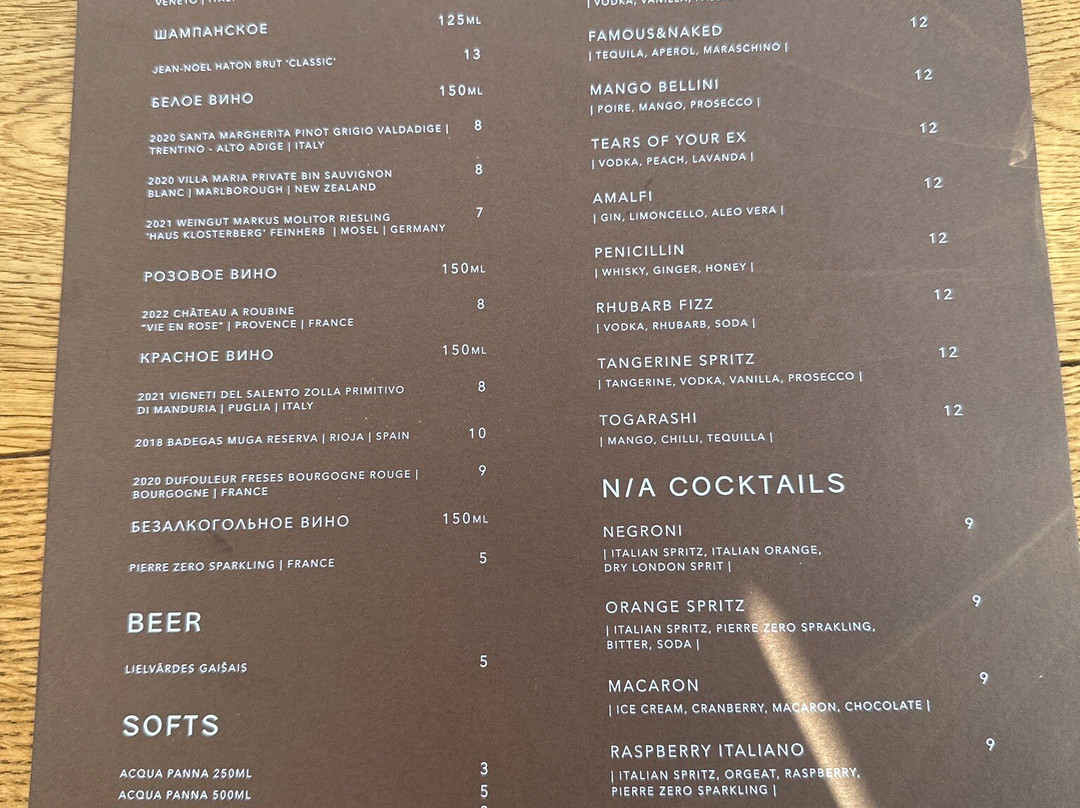 VENETO | ITALY
ШАМПАНСКОЕ 125ML
JEAN-NOEL HATON BRUT 'CLASSIC' 13
БЕЛОЕ ВИНО 150ML
2020 SANTA MARGHERITA PINOT GRIGIO VALDADIGE | 8
TRENTINO - ALTO ADIGE | ITALY
2020 VILLA MARIA PRIVATE BIN SAUVIGNON 8
BLANC | MARLBOROUGH | NEW ZEALAND
2021 WEINGUT MARKUS MOLITOR RIESLING 7
'HAUS KLOSTERBERG' FEINHERB | MOSEL | GERMANY
РОЗОВОЕ ВИНО 150ML
2022 CHÂTEAU A ROUBINE 8
"VIE EN ROSE" | PROVENCE | FRANCE
КРАСНОЕ ВИНО 150ML
2021 VIGNETI DEL SALENTO ZOLLA PRIMITIVO 8
DI MANDURIA | PUGLIA | ITALY
2018 BADEGAS MUGA RESERVA | RIOJA | SPAIN 10
2020 DUFOULEUR FRESES BOURGOGNE ROUGE | 9
BOURGOGNE | FRANCE
БЕЗАЛКОГОЛЬНОЕ ВИНО 150ML
PIERRE ZERO SPARKLING | FRANCE 5
BEER
LIELVĀRDES GAIŠAIS 5
SOFTS
ACQUA PANNA 250ML 3
ACQUA PANNA 500ML 5
| VODKA, VANILLA,
FAMOUS&NAKED 12
| TEQUILA, APEROL, MARASCHINO |
MANGO BELLINI 12
| POIRE, MANGO, PROSECCO |
TEARS OF YOUR EX 12
| VODKA, PEACH, LAVANDA |
AMALFI 12
| GIN, LIMONCELLO, ALEO VERA |
PENICILLIN 12
| WHISKY, GINGER, HONEY |
RHUBARB FIZZ 12
| VODKA, RHUBARB, SODA |
TANGERINE SPRITZ 12
| TANGERINE, VODKA, VANILLA, PROSECCO |
TOGARASHI 12
| MANGO, CHILLI, TEQUILLA |
N/A COCKTAILS
NEGRONI 9
| ITALIAN SPRITZ, ITALIAN ORANGE,
DRY LONDON SPRIT |
ORANGE SPRITZ 9
| ITALIAN SPRITZ, PIERRE ZERO SPRAKLING,
BITTER, SODA |
MACARON 9
| ICE CREAM, CRANBERRY, MACARON, CHOCOLATE |
RASPBERRY ITALIANO 9
| ITALIAN SPRITZ, ORGEAT, RASPBERRY,
PIERRE ZERO SPARKLING |